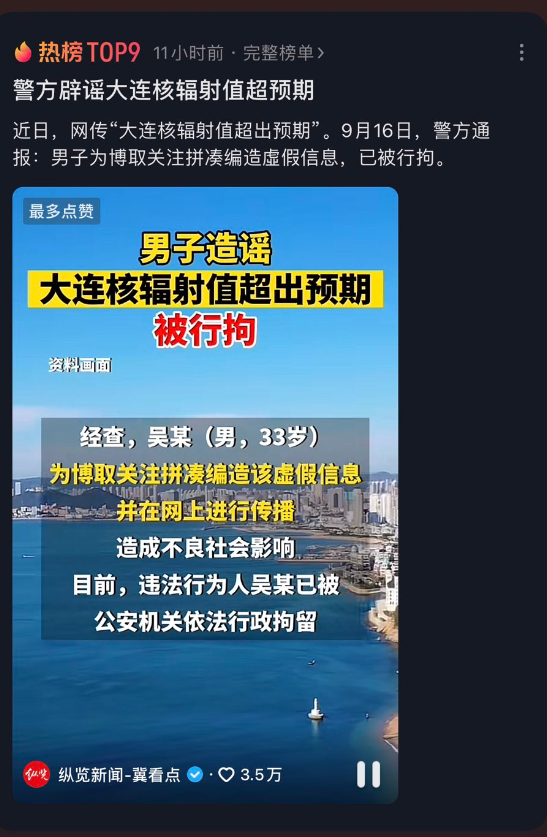 热榜 TOP9 11小时前 · 完整榜单>
警方辟谣大连核辐射值超预期
近日，网传“大连核辐射值超出预期”。9月16日，警方通
报：男子为博取关注拼凑编造虚假信息，已被行拘。
最多点赞
男子造谣
大连核辐射值超出预期
被行拘
资料画面
经查，吴某（男，33岁）
为博取关注拼凑编造该虚假信息
并在网上进行传播
造成不良社会影响
目前，违法行为人吴某已被
公安机关依法行政拘留
纵览 纵览新闻-冀看点 · 3.5万